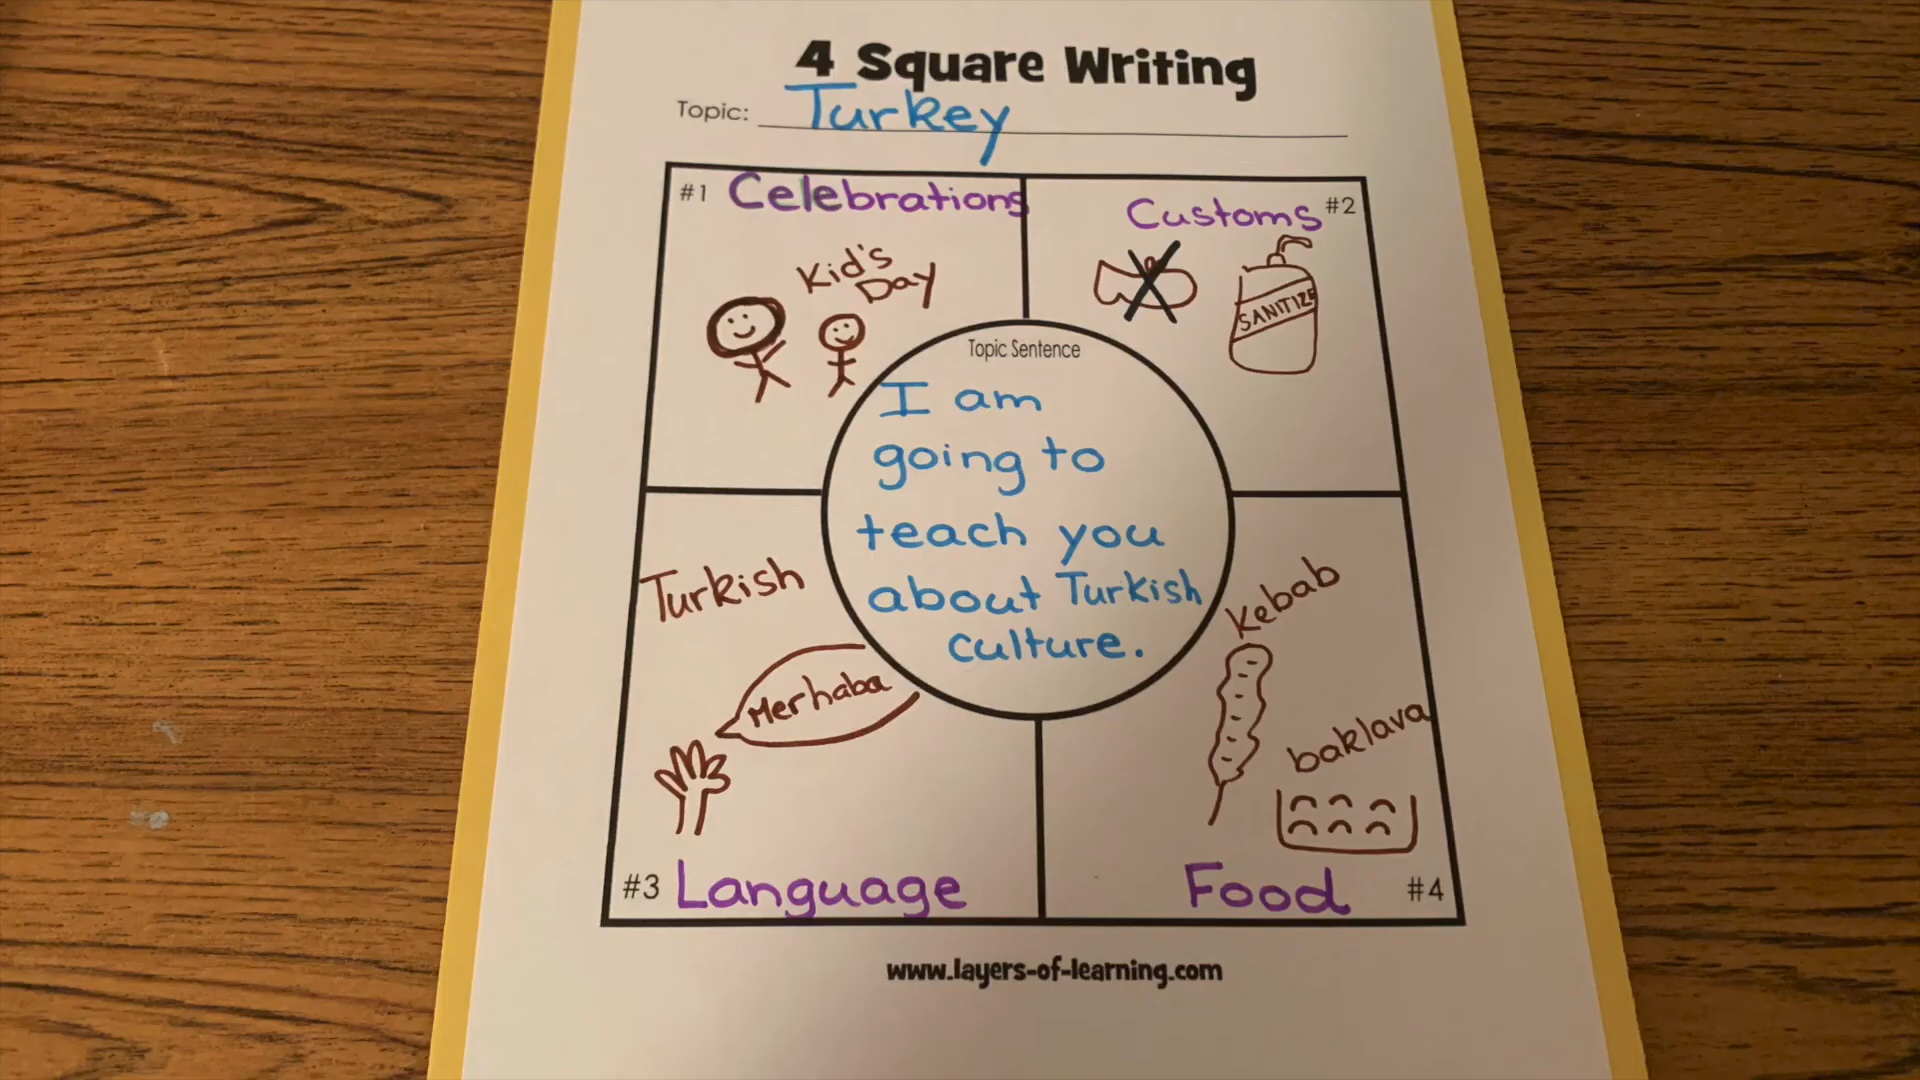 4 Square Writing
Topic: Turkey
#1 Celebrations
Kid's
Day
Customs #2
SANITIZE
Topic Sentence
I am
going to
teach you
about Turkish
culture.
Turkish
Merhaba
#3 Language
Kebab
baklava
Food #4
www.layers-of-learning.com